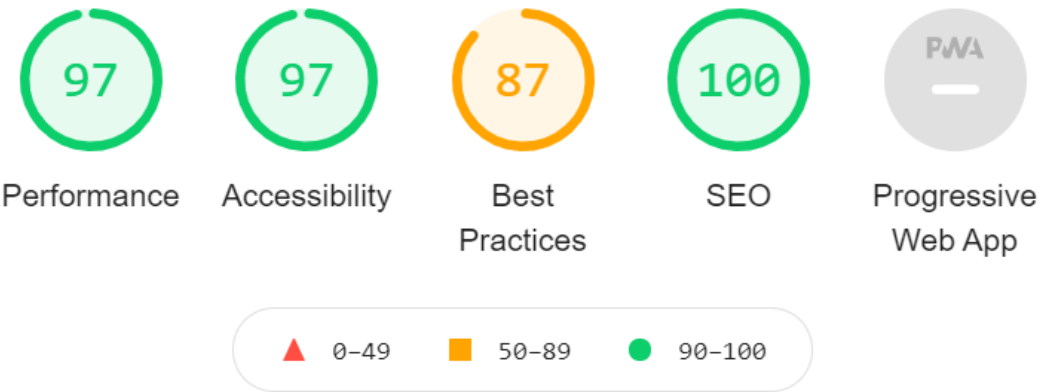 97 97 87 100 PWA
Performance Accessibility Best Practices SEO Progressive Web App
0–49 50–89 90–100